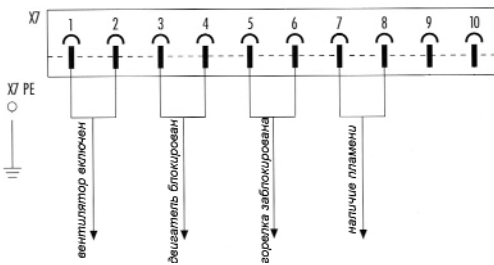 X7
1 2 3 4 5 6 7 8 9 10
X7 PE
вентилятор включен
двигатель блокирован
горелка заблокирована
наличие пламени